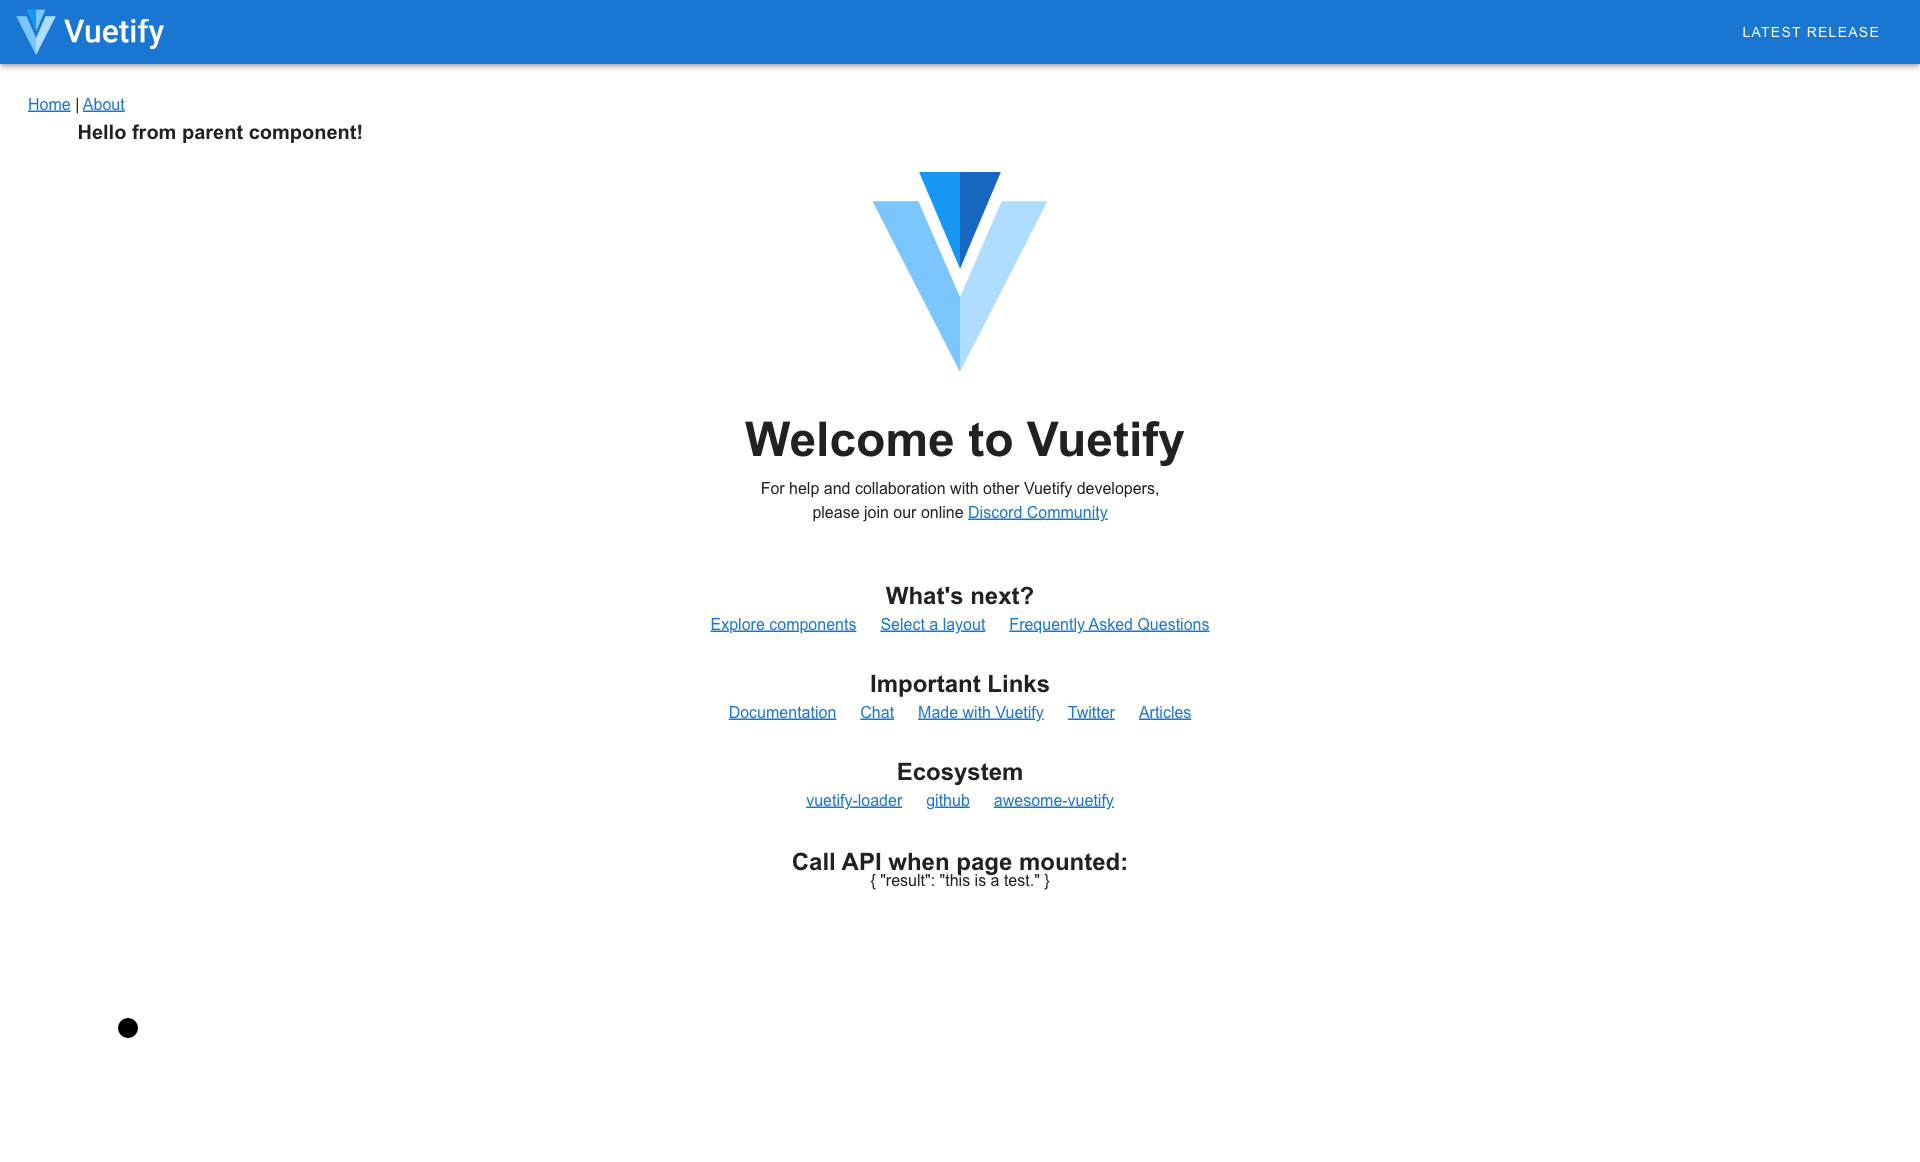 Vuetify
LATEST RELEASE
Home | About
Hello from parent component!
Welcome to Vuetify
For help and collaboration with other Vuetify developers,
please join our online Discord Community
What's next?
Explore components Select a layout Frequently Asked Questions
Important Links
Documentation Chat Made with Vuetify Twitter Articles
Ecosystem
vuetify-loader github awesome-vuetify
Call API when page mounted:
{ "result": "this is a test." }